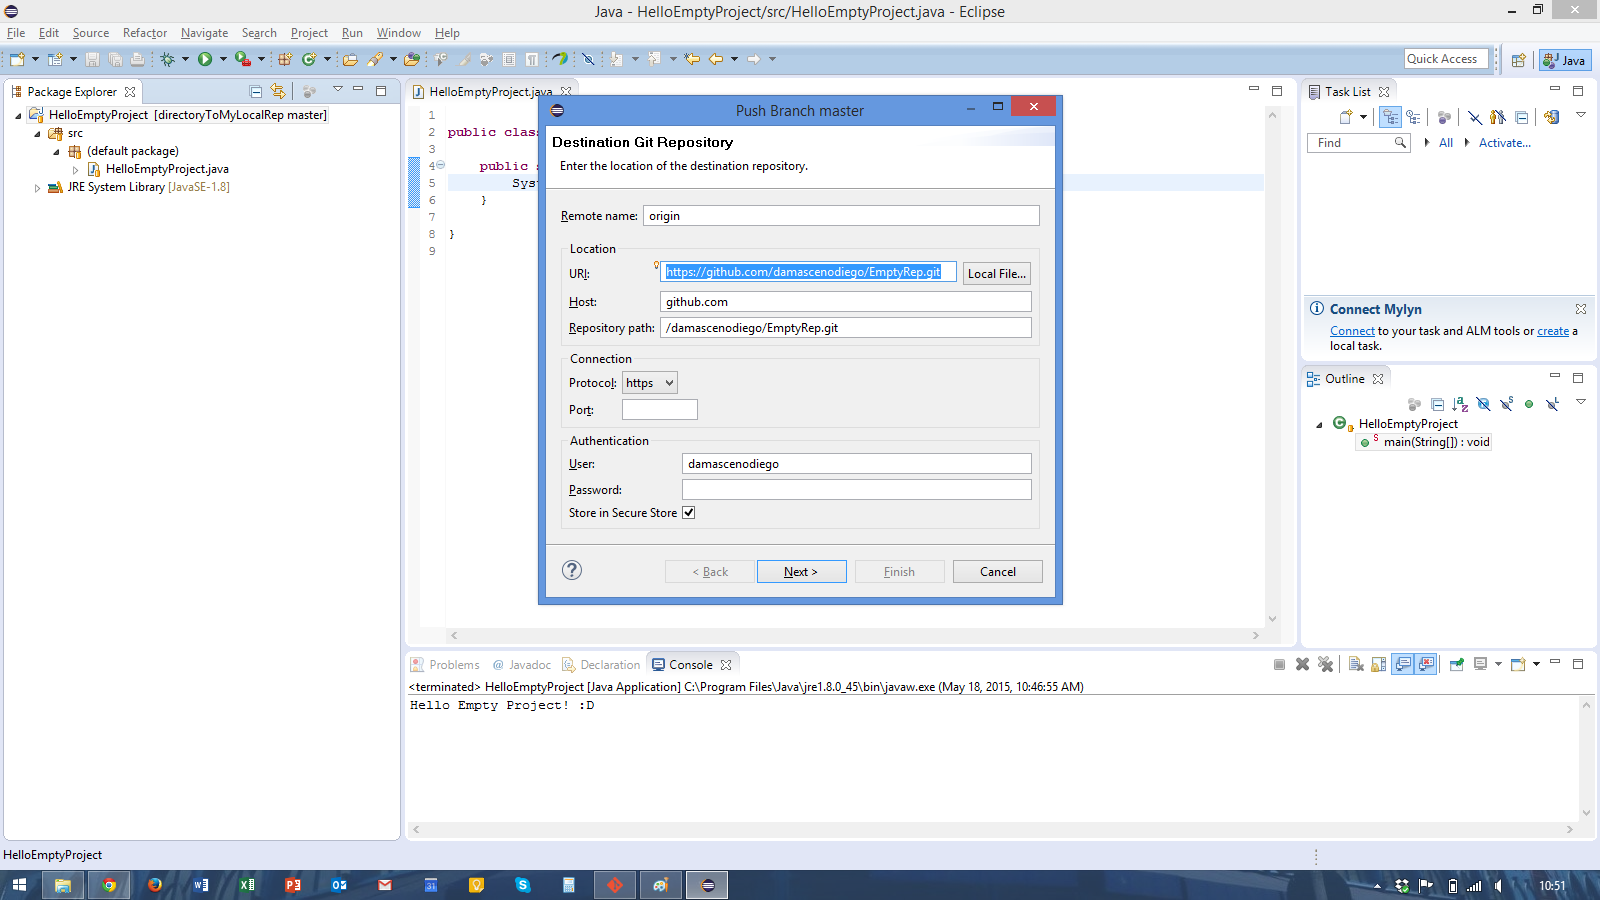 Java - HelloEmptyProject/src/HelloEmptyProject.java - Eclipse
File Edit Source Refactor Navigate Search Project Run Window Help
Quick Access
Java
Package Explorer
HelloEmptyProject [directoryToMyLocalRep master]
src
(default package)
HelloEmptyProject.java
JRE System Library [JavaSE-1.8]
HelloEmptyProject.java
1
2 public class
3
4 public s
5 Syst
6 }
7
8 }
9
Push Branch master
Destination Git Repository
Enter the location of the destination repository.
Remote name: origin
Location
URI: https://github.com/damascenodiego/EmptyRep.git Local File...
Host: github.com
Repository path: /damascenodiego/EmptyRep.git
Connection
Protocol: https
Port:
Authentication
User: damascenodiego
Password:
Store in Secure Store
< Back Next > Finish Cancel
Task List
Find All Activate...
Connect Mylyn
Connect to your task and ALM tools or create a
local task.
Outline
HelloEmptyProject
main(String[]) : void
Problems @ Javadoc Declaration Console
<terminated> HelloEmptyProject [Java Application] C:\Program Files\Java\jre1.8.0_45\bin\javaw.exe (May 18, 2015, 10:46:55 AM)
Hello Empty Project! :D
HelloEmptyProject
10:51